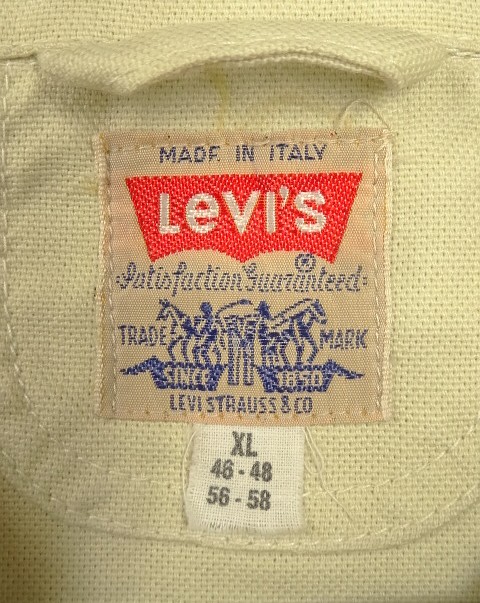 MADE IN ITALY
Levi's
®
Satisfaction Guaranteed
TRADE MARK
SINCE 1850
LEVI STRAUSS & CO
XL
46 - 48
56 - 58